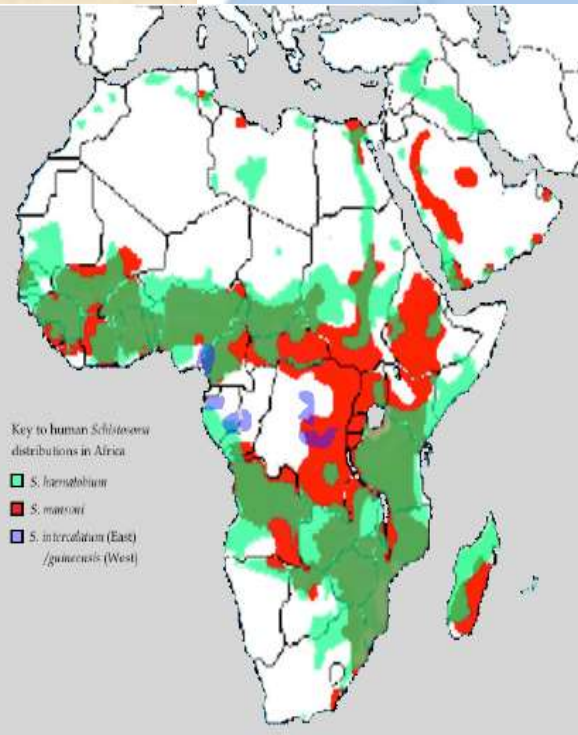 Key to human Schistosoma
distributions in Africa
S. haematobium
S. mansoni
S. intercalatum (East)
/guineensis (West)